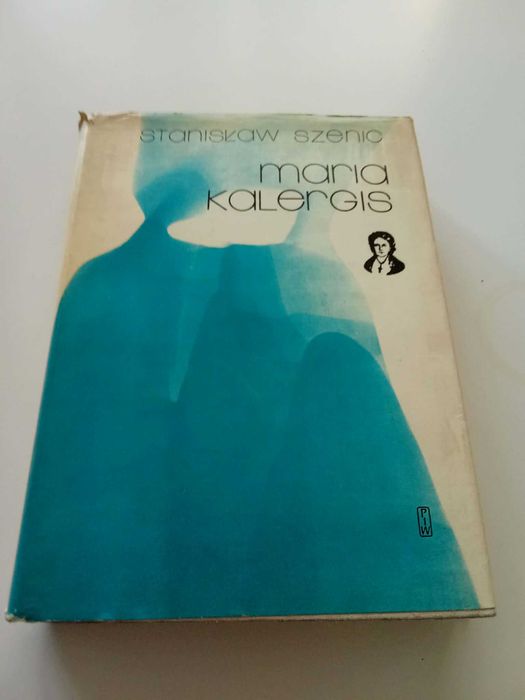 stanisław szenic
maria
kalergis
PIW